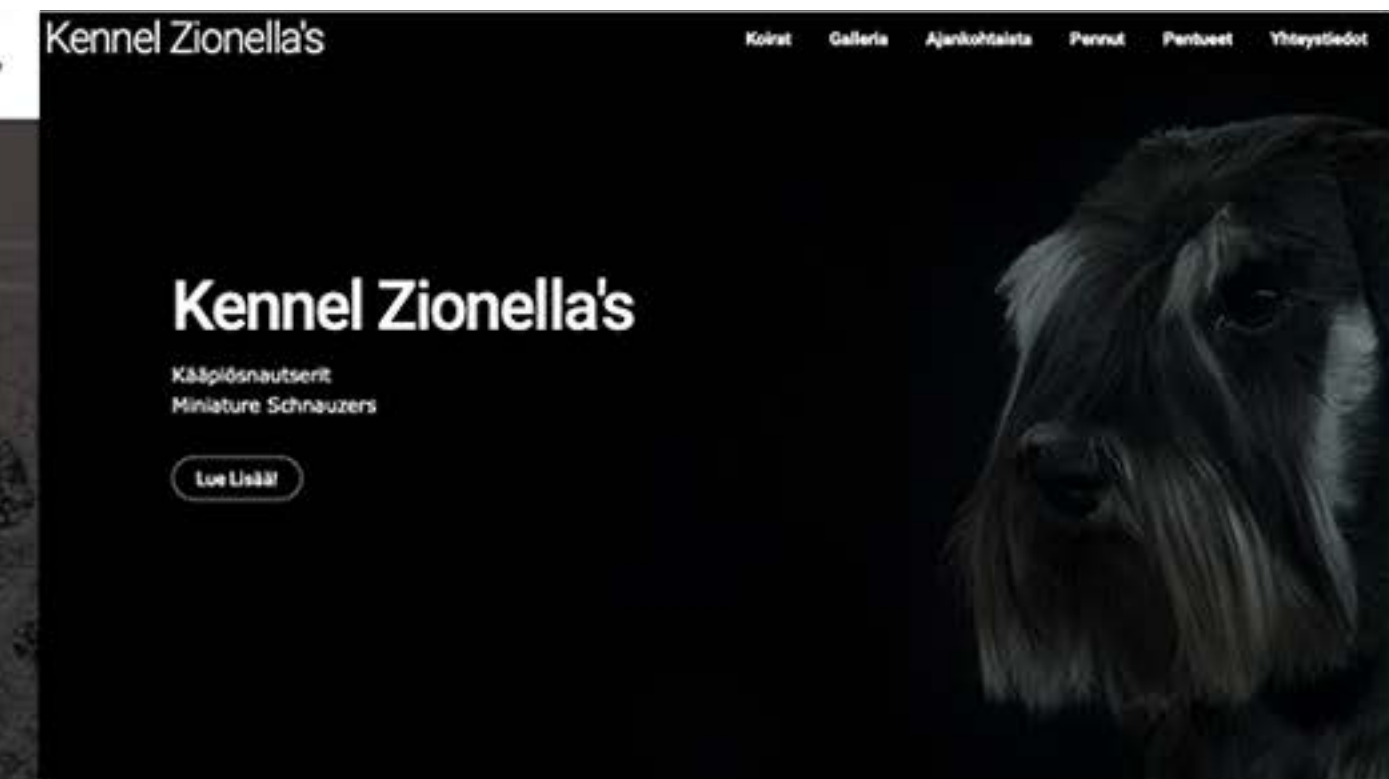 Kennel Zionella's
Koirat Galleria Ajankohtaista Pennut Pentueet Yhteystiedot
Kennel Zionella's
Kääpiösnautserit
Miniature Schnauzers
Lue Lisää!